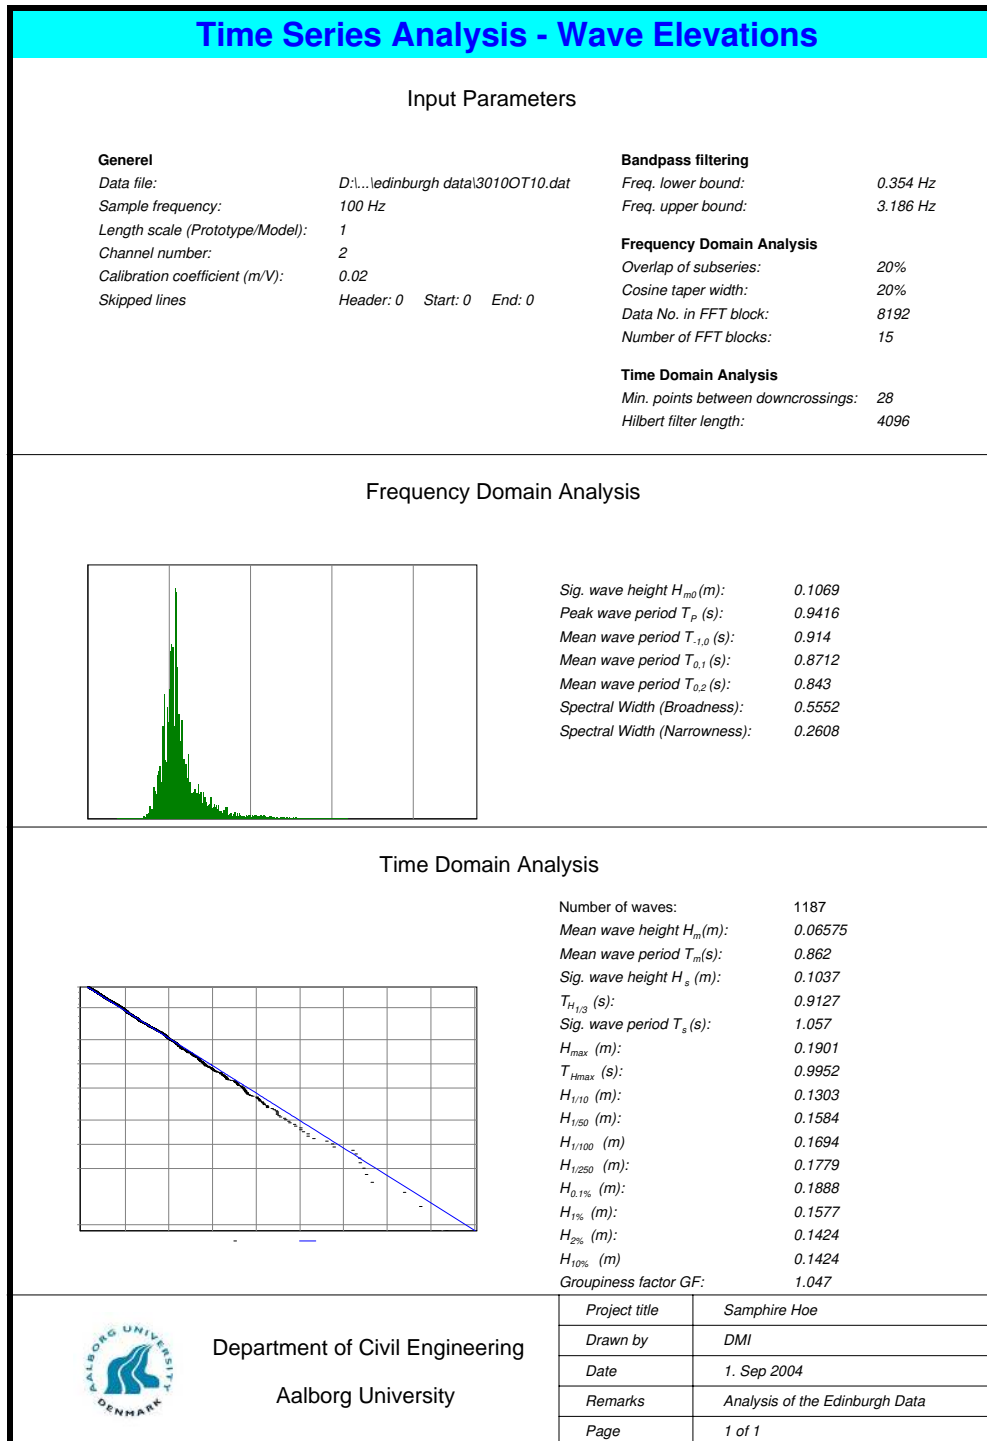 Time Series Analysis - Wave Elevations
Input Parameters
Generel
Data file: D:\...\edinburgh data\3010OT10.dat
Sample frequency: 100 Hz
Length scale (Prototype/Model): 1
Channel number: 2
Calibration coefficient (m/V): 0.02
Skipped lines Header: 0 Start: 0 End: 0
Bandpass filtering
Freq. lower bound: 0.354 Hz
Freq. upper bound: 3.186 Hz
Frequency Domain Analysis
Overlap of subseries: 20%
Cosine taper width: 20%
Data No. in FFT block: 8192
Number of FFT blocks: 15
Time Domain Analysis
Min. points between downcrossings: 28
Hilbert filter length: 4096
Frequency Domain Analysis
Sig. wave height Hm0 (m): 0.1069
Peak wave period TP (s): 0.9416
Mean wave period T-1,0 (s): 0.914
Mean wave period T0,1 (s): 0.8712
Mean wave period T0,2 (s): 0.843
Spectral Width (Broadness): 0.5552
Spectral Width (Narrowness): 0.2608
Time Domain Analysis
Number of waves: 1187
Mean wave height Hm(m): 0.06575
Mean wave period Tm(s): 0.862
Sig. wave height Hs (m): 0.1037
TH1/3 (s): 0.9127
Sig. wave period Ts (s): 1.057
Hmax (m): 0.1901
THmax (s): 0.9952
H1/10 (m): 0.1303
H1/50 (m): 0.1584
H1/100 (m) 0.1694
H1/250 (m): 0.1779
H0.1% (m): 0.1888
H1% (m): 0.1577
H2% (m): 0.1424
H10% (m) 0.1424
Groupiness factor GF: 1.047
AALBORG UNIVERSITY
DENMARK
Department of Civil Engineering
Aalborg University
Project title Samphire Hoe
Drawn by DMI
Date 1. Sep 2004
Remarks Analysis of the Edinburgh Data
Page 1 of 1